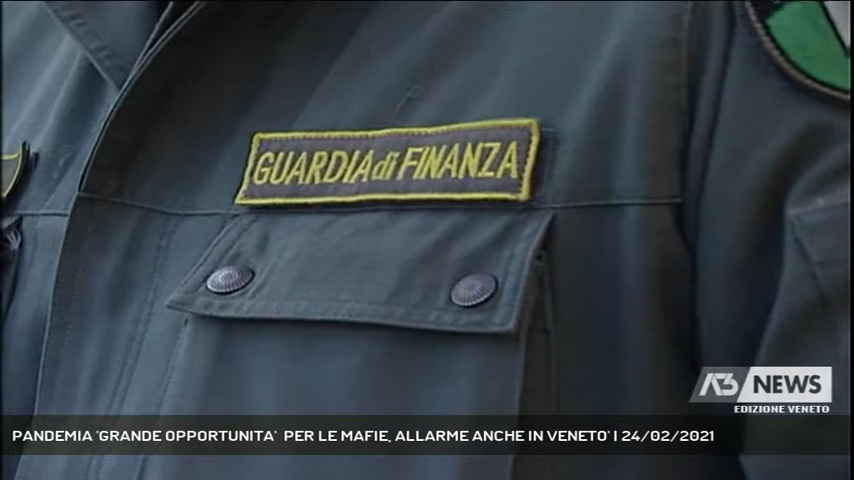 GUARDIA di FINANZA
A3 NEWS
EDIZIONE VENETO
PANDEMIA "GRANDE OPPORTUNITA' PER LE MAFIE, ALLARME ANCHE IN VENETO" | 24/02/2021